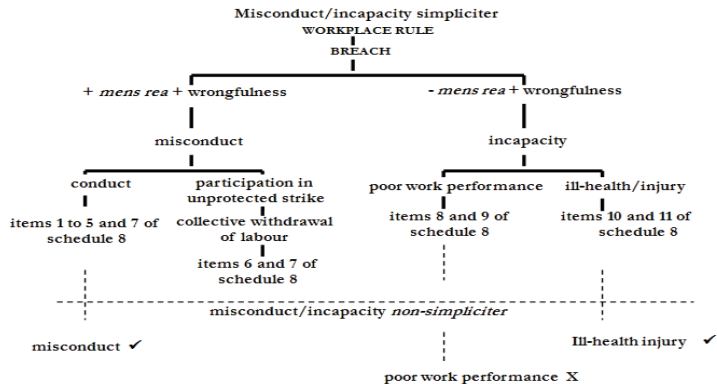 Misconduct/incapacity simpliciter
WORKPLACE RULE
BREACH
+ mens rea + wrongfulness
- mens rea + wrongfulness
misconduct
incapacity
conduct
participation in
unprotected strike
poor work performance
ill-health/injury
items 1 to 5 and 7 of
schedule 8
collective withdrawal
of labour
items 8 and 9 of
schedule 8
items 10 and 11 of
schedule 8
items 6 and 7 of
schedule 8
misconduct/incapacity non-simpliciter
misconduct ✓
Ill-health injury ✓
poor work performance X